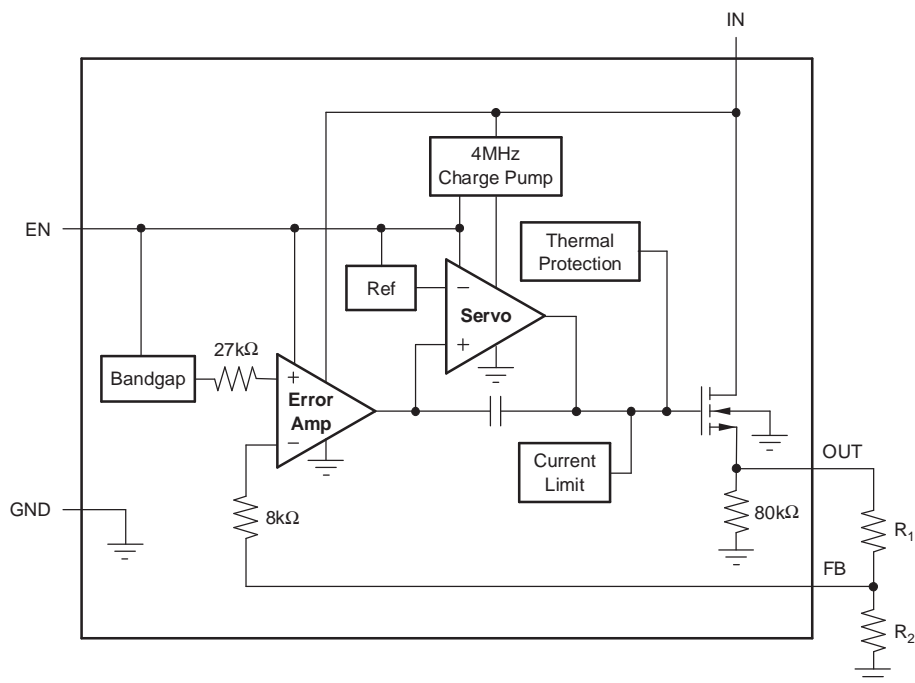 IN
4MHz
Charge Pump
EN
Thermal
Protection
Ref
−
Servo
+
27kΩ
Bandgap
+
Error
Amp
−
Current
Limit
OUT
GND
8kΩ
80kΩ
R1
FB
R2